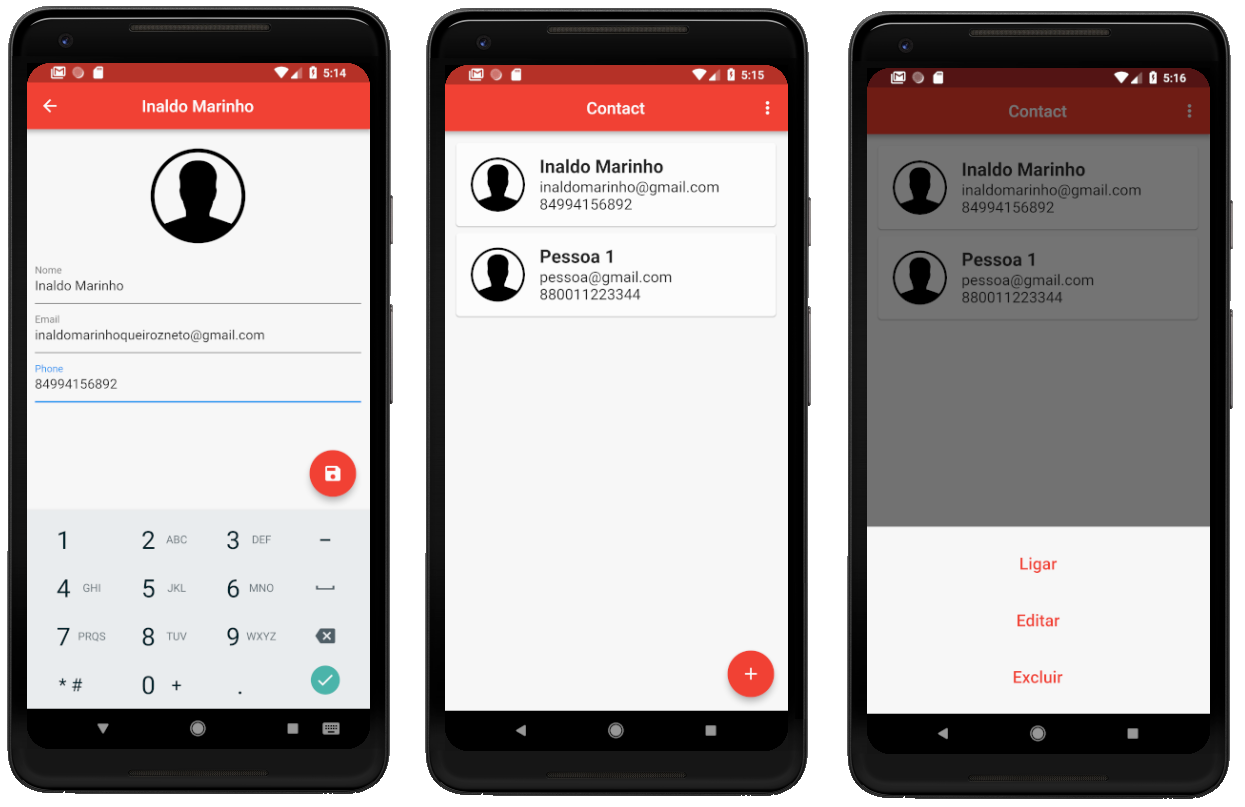 5:14
Inaldo Marinho
Nome
Inaldo Marinho
Email
inaldomarinhoqueirozneto@gmail.com
Phone
84994156892
1 2 ABC 3 DEF –
4 GHI 5 JKL 6 MNO
7 PRQS 8 TUV 9 WXYZ
* # 0 + .
5:15
Contact
Inaldo Marinho
inaldomarinho@gmail.com
84994156892
Pessoa 1
pessoa@gmail.com
880011223344
+
5:16
Contact
Inaldo Marinho
inaldomarinho@gmail.com
84994156892
Pessoa 1
pessoa@gmail.com
880011223344
Ligar
Editar
Excluir